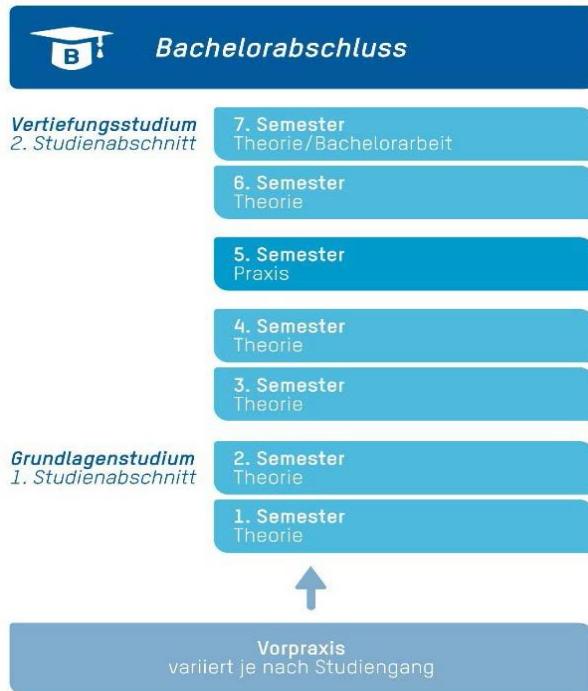 B
Bachelorabschluss
Vertiefungsstudium
2. Studienabschnitt
7. Semester
Theorie/Bachelorarbeit
6. Semester
Theorie
5. Semester
Praxis
4. Semester
Theorie
3. Semester
Theorie
Grundlagenstudium
1. Studienabschnitt
2. Semester
Theorie
1. Semester
Theorie
Vorpraxis
variiert je nach Studiengang